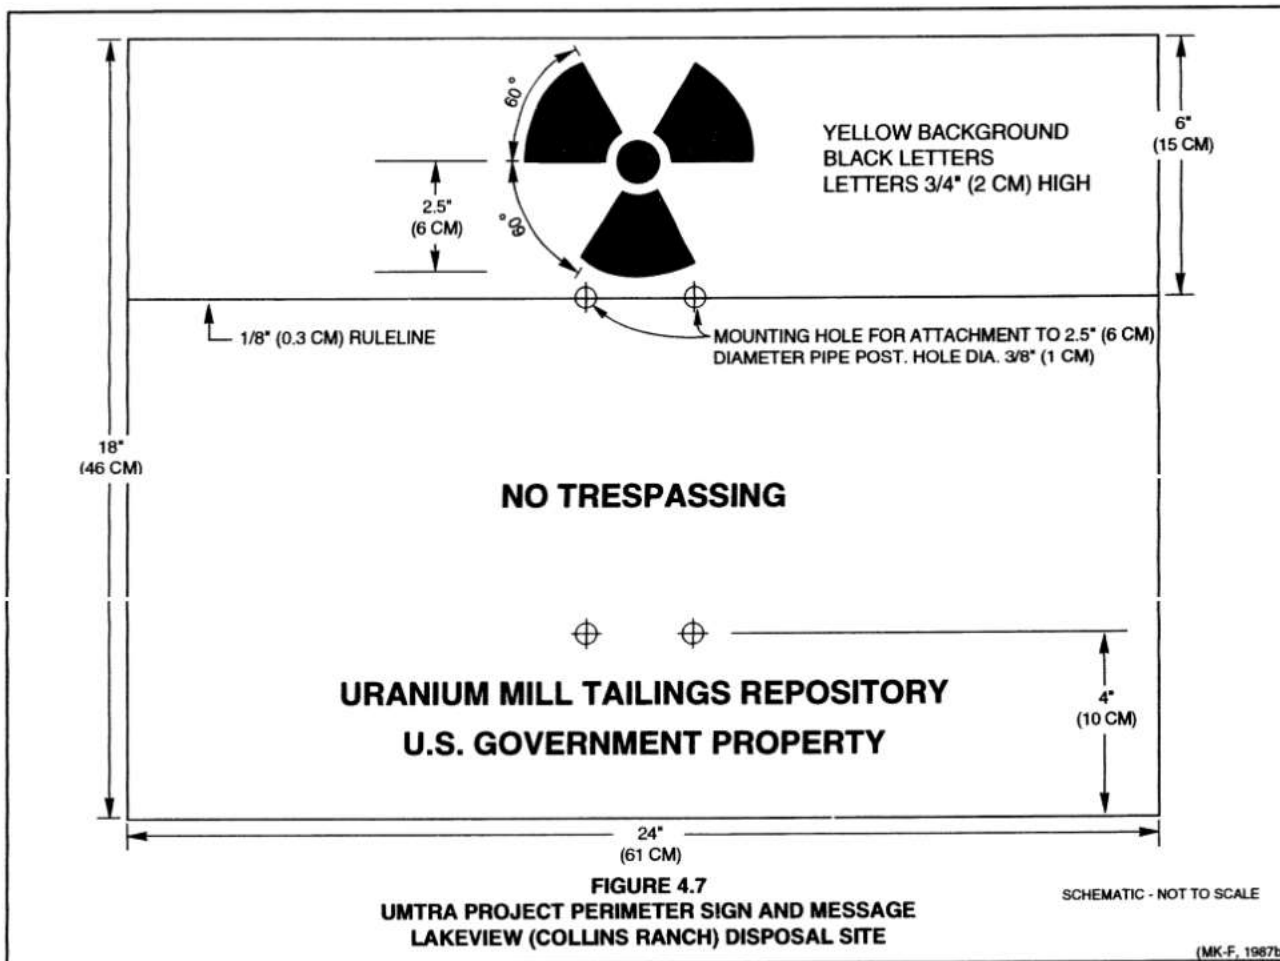 60°
YELLOW BACKGROUND
BLACK LETTERS
LETTERS 3/4" (2 CM) HIGH
6"
(15 CM)
2.5"
(6 CM)
60°
1/8" (0.3 CM) RULELINE
MOUNTING HOLE FOR ATTACHMENT TO 2.5" (6 CM)
DIAMETER PIPE POST. HOLE DIA. 3/8" (1 CM)
18"
(46 CM)
NO TRESPASSING
URANIUM MILL TAILINGS REPOSITORY
U.S. GOVERNMENT PROPERTY
4"
(10 CM)
24"
(61 CM)
FIGURE 4.7
UMTRA PROJECT PERIMETER SIGN AND MESSAGE
LAKEVIEW (COLLINS RANCH) DISPOSAL SITE
SCHEMATIC - NOT TO SCALE
(MK-F, 1987b